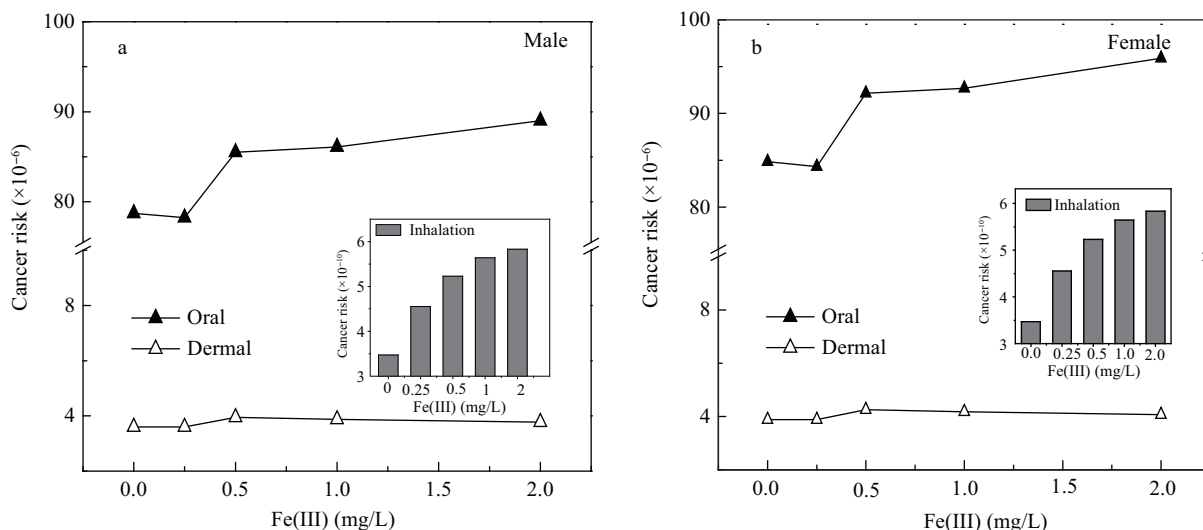 a
Male
Cancer risk (×10⁻⁶)
100
90
80
8
4
0.0 0.5 1.0 1.5 2.0
Fe(III) (mg/L)
Oral
Dermal
Inhalation
Cancer risk (×10⁻¹⁰)
6
5
4
3
0 0.25 0.5 1 2
Fe(III) (mg/L)
b
Female
Cancer risk (×10⁻⁶)
100
90
80
8
4
0.0 0.5 1.0 1.5 2.0
Fe(III) (mg/L)
Oral
Dermal
Inhalation
Cancer risk (×10⁻¹⁰)
6
5
4
3
0.0 0.25 0.5 1.0 2.0
Fe(III) (mg/L)